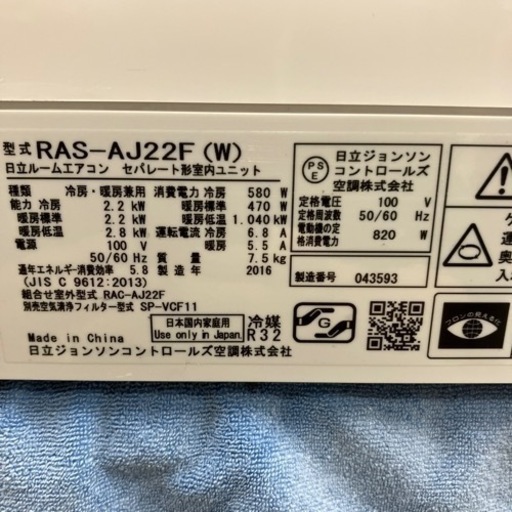 型式 RAS-AJ22F (W)
日立ルームエアコン セパレート形室内ユニット
種類 冷房・暖房兼用 消費電力 冷房 580 W
能力 冷房 2.2 kW 暖房標準 470 W
暖房標準 2.2 kW 暖房低温 1.040 kW
暖房低温 2.8 kW 運転電流 冷房 6.8 A
電源 100 V 暖房 5.5 A
50/60 Hz 質量 7.5 kg
通年エネルギー消費効率 5.8 製造年 2016
(JIS C 9612:2013)
組合せ室外型式 RAC-AJ22F
別売空気清浄フィルター型式 SP-VCF11
日本国内家庭用
Use only in Japan.
冷媒
R32
Made in China
日立ジョンソンコントロールズ空調株式会社
PS
E
日立ジョンソン
コントロールズ
空調株式会社
定格電圧 100 V
定格周波数 50/60 Hz
電動機の定
格消費電力 820 W
製造番号 043593
G
フロンの見える化